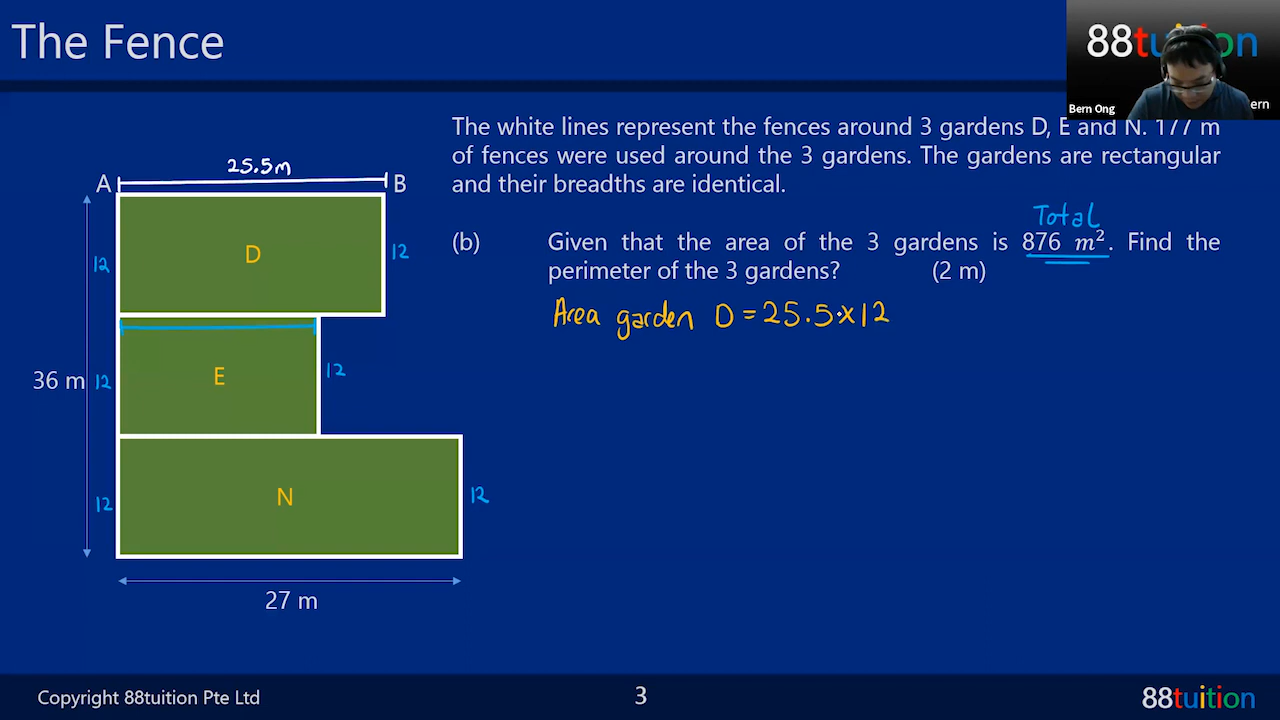 The Fence
88tuition
Bern Ong
ern
The white lines represent the fences around 3 gardens D, E and N. 177 m
of fences were used around the 3 gardens. The gardens are rectangular
and their breadths are identical.
25.5m
A
B
Total
(b) Given that the area of the 3 gardens is 876 m². Find the
perimeter of the 3 gardens? (2 m)
Area garden D = 25.5 × 12
12
D
12
36 m
12
E
12
12
N
12
27 m
Copyright 88tuition Pte Ltd
3
88tuition